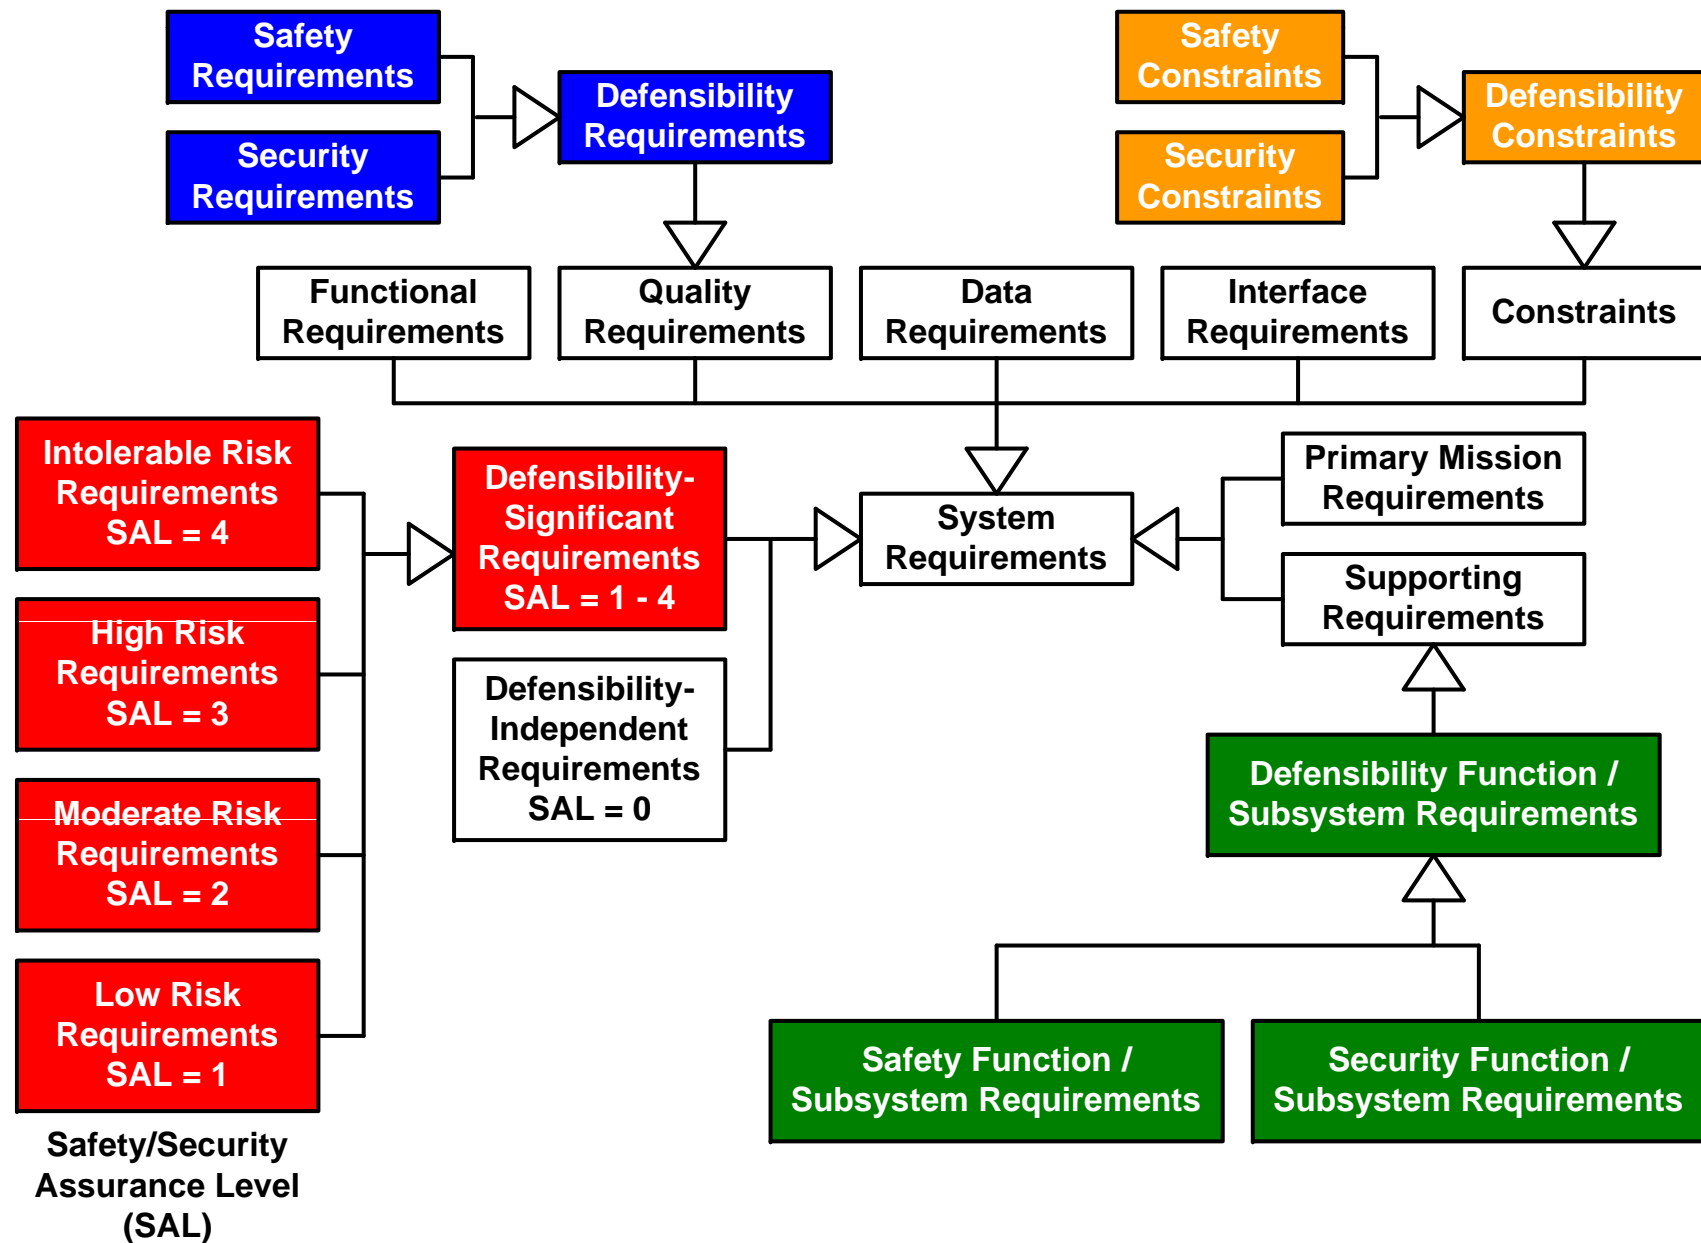 Safety
Requirements
Security
Requirements
Defensibility
Requirements
Safety
Constraints
Security
Constraints
Defensibility
Constraints
Functional
Requirements
Quality
Requirements
Data
Requirements
Interface
Requirements
Constraints
Intolerable Risk
Requirements
SAL = 4
High Risk
Requirements
SAL = 3
Moderate Risk
Requirements
SAL = 2
Low Risk
Requirements
SAL = 1
Safety/Security
Assurance Level
(SAL)
Defensibility-
Significant
Requirements
SAL = 1 - 4
Defensibility-
Independent
Requirements
SAL = 0
System
Requirements
Primary Mission
Requirements
Supporting
Requirements
Defensibility Function /
Subsystem Requirements
Safety Function /
Subsystem Requirements
Security Function /
Subsystem Requirements